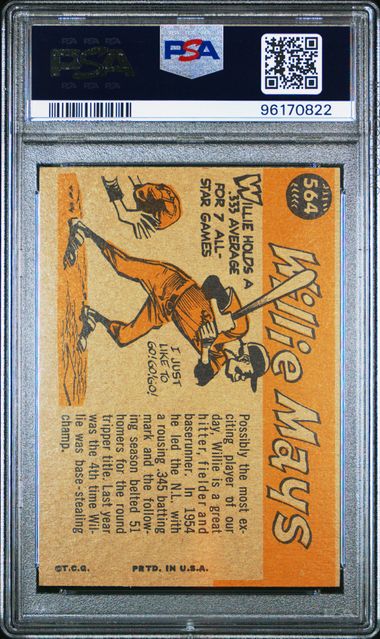 PSA
PSA
96170822
564
Willie Mays
WILLIE HOLDS A
.333 AVERAGE
FOR 7 ALL-
STAR GAMES
I JUST
LIKE TO
GO! GO! GO!
Possibly the most ex-
citing player of our
day, Willie is a great
hitter, fielder and
baserunner. In 1954
he led the N.L. with
a rousing .345 batting
mark and the follow-
ing season belted 51
homers for the round
tripper title. Last year
was the 4th time Wil-
lie was base-stealing
champ.
©T.C.G.
PRTD. IN U.S.A.
PSA